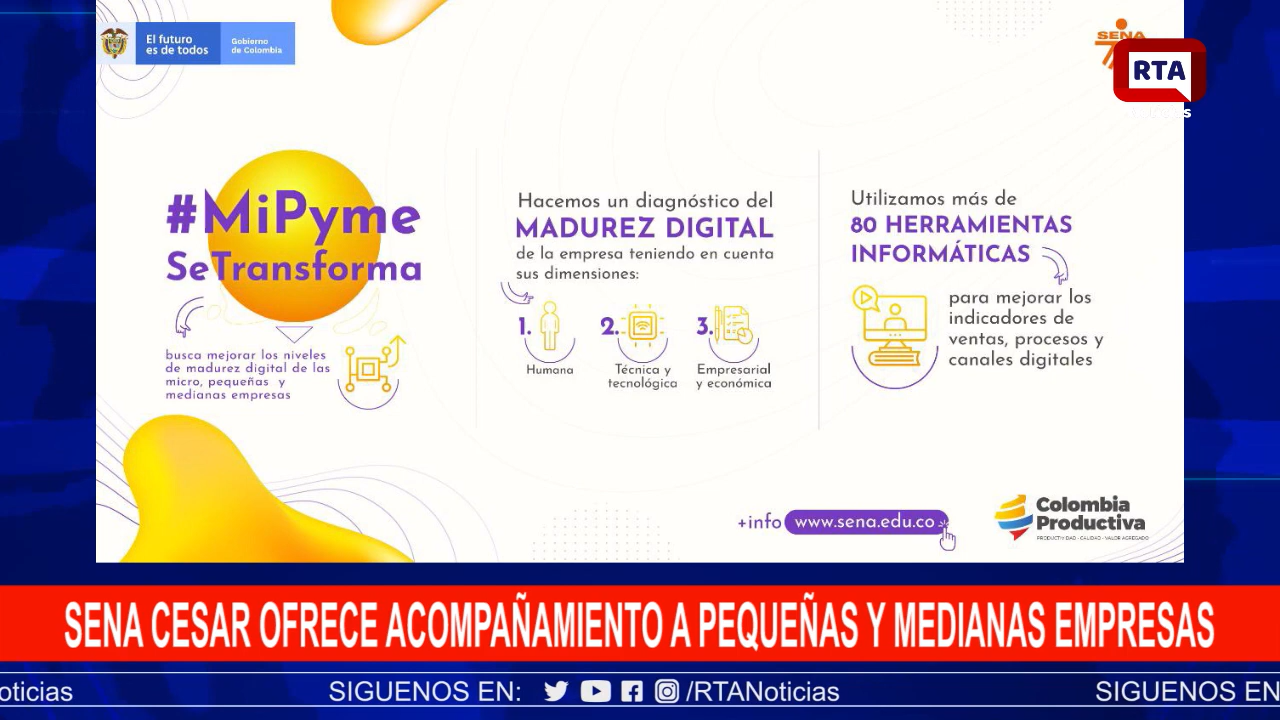 El futuro
es de todos
Gobierno
de Colombia
SENA
RTA
#MiPyme
SeTransforma
busca mejorar los niveles
de madurez digital de las
micro, pequeñas y
medianas empresas
Hacemos un diagnóstico del
MADUREZ DIGITAL
de la empresa teniendo en cuenta
sus dimensiones:
1.
Humana
2.
Técnica y
tecnológica
3.
Empresarial
y económica
Utilizamos más de
80 HERRAMIENTAS
INFORMÁTICAS
para mejorar los
indicadores de
ventas, procesos y
canales digitales
+info www.sena.edu.co
Colombia
Productiva
PRODUCTIVIDAD · CALIDAD · VALOR AGREGADO
SENA CESAR OFRECE ACOMPAÑAMIENTO A PEQUEÑAS Y MEDIANAS EMPRESAS
oticias SIGUENOS EN: /RTANoticias SIGUENOS EN